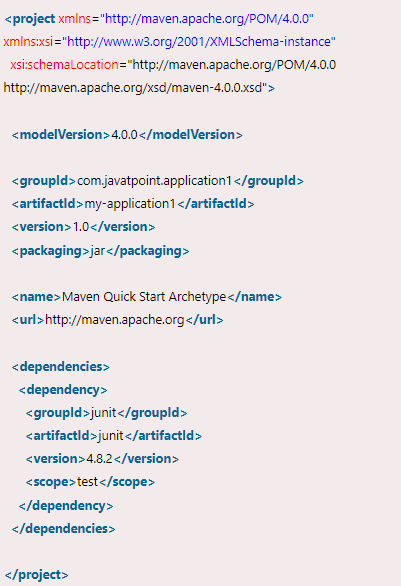 <project xmlns="http://maven.apache.org/POM/4.0.0"
xmlns:xsi="http://www.w3.org/2001/XMLSchema-instance"
xsi:schemaLocation="http://maven.apache.org/POM/4.0.0
http://maven.apache.org/xsd/maven-4.0.0.xsd">
<modelVersion>4.0.0</modelVersion>
<groupId>com.javatpoint.application1</groupId>
<artifactId>my-application1</artifactId>
<version>1.0</version>
<packaging>jar</packaging>
<name>Maven Quick Start Archetype</name>
<url>http://maven.apache.org</url>
<dependencies>
<dependency>
<groupId>junit</groupId>
<artifactId>junit</artifactId>
<version>4.8.2</version>
<scope>test</scope>
</dependency>
</dependencies>
</project>